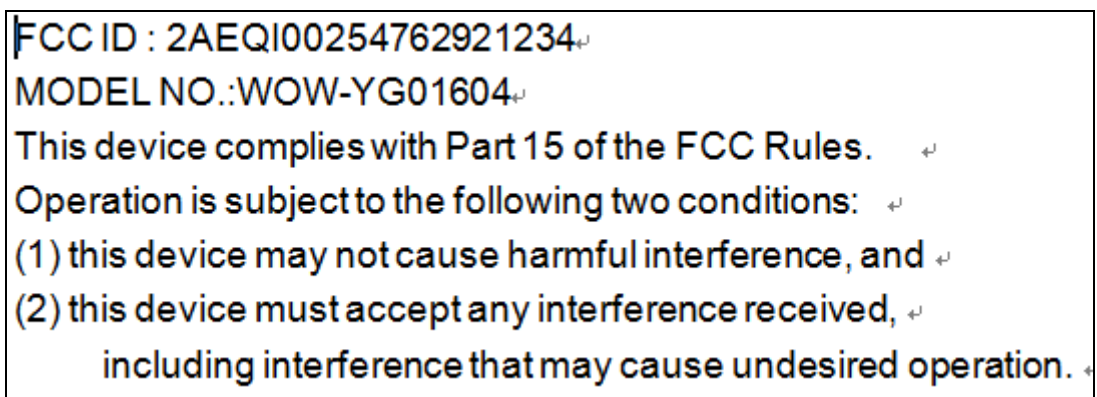 FCC ID : 2AEQI00254762921234
MODEL NO.:WOW-YG01604
This device complies with Part 15 of the FCC Rules.
Operation is subject to the following two conditions:
(1) this device may not cause harmful interference, and
(2) this device must accept any interference received,
including interference that may cause undesired operation.